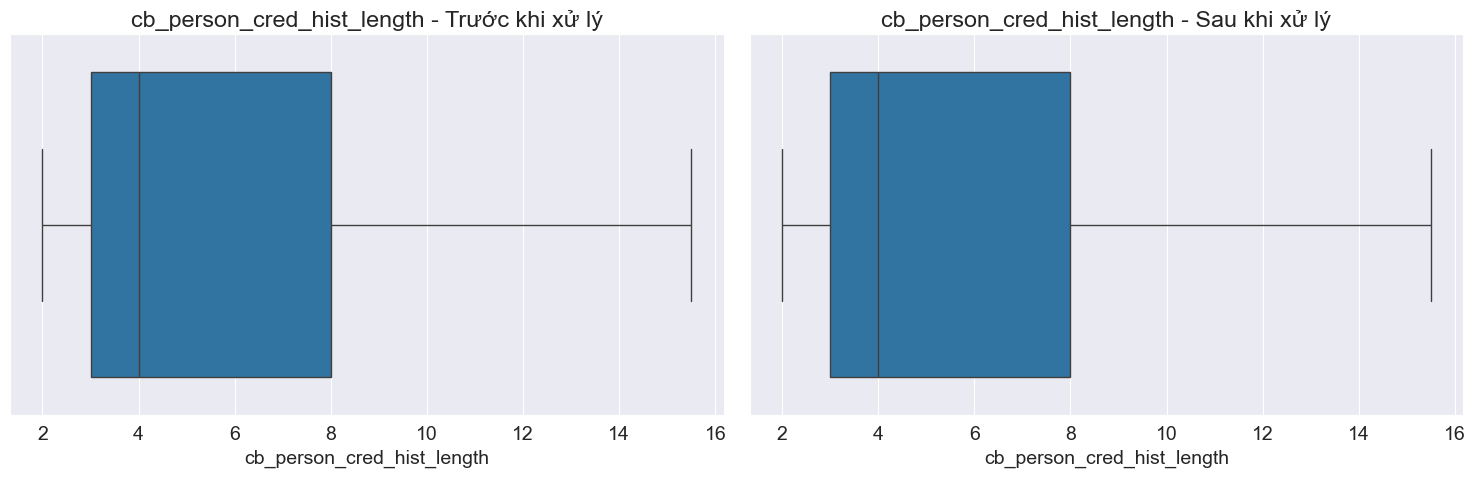 cb_person_cred_hist_length - Trước khi xử lý
2 4 6 8 10 12 14 16
cb_person_cred_hist_length
cb_person_cred_hist_length - Sau khi xử lý
2 4 6 8 10 12 14 16
cb_person_cred_hist_length